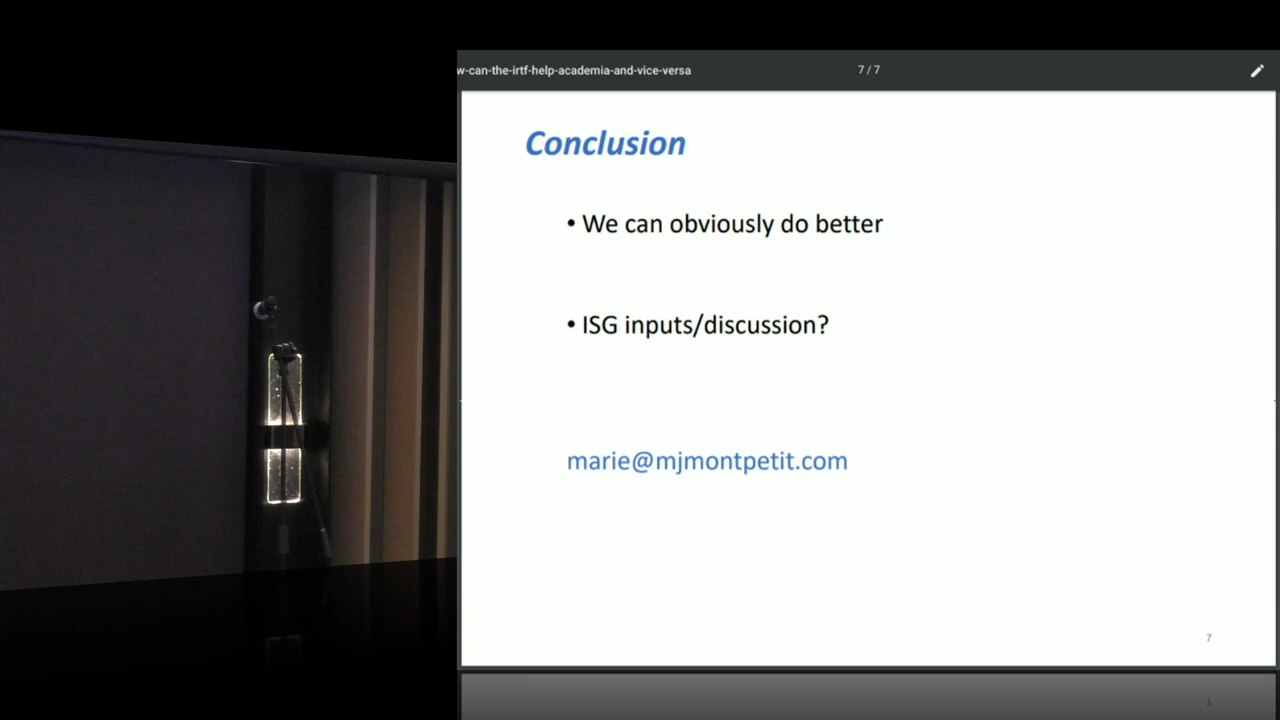 w-can-the-irtf-help-academia-and-vice-versa
7 / 7
Conclusion
• We can obviously do better
• ISG inputs/discussion?
marie@mjmontpetit.com
7